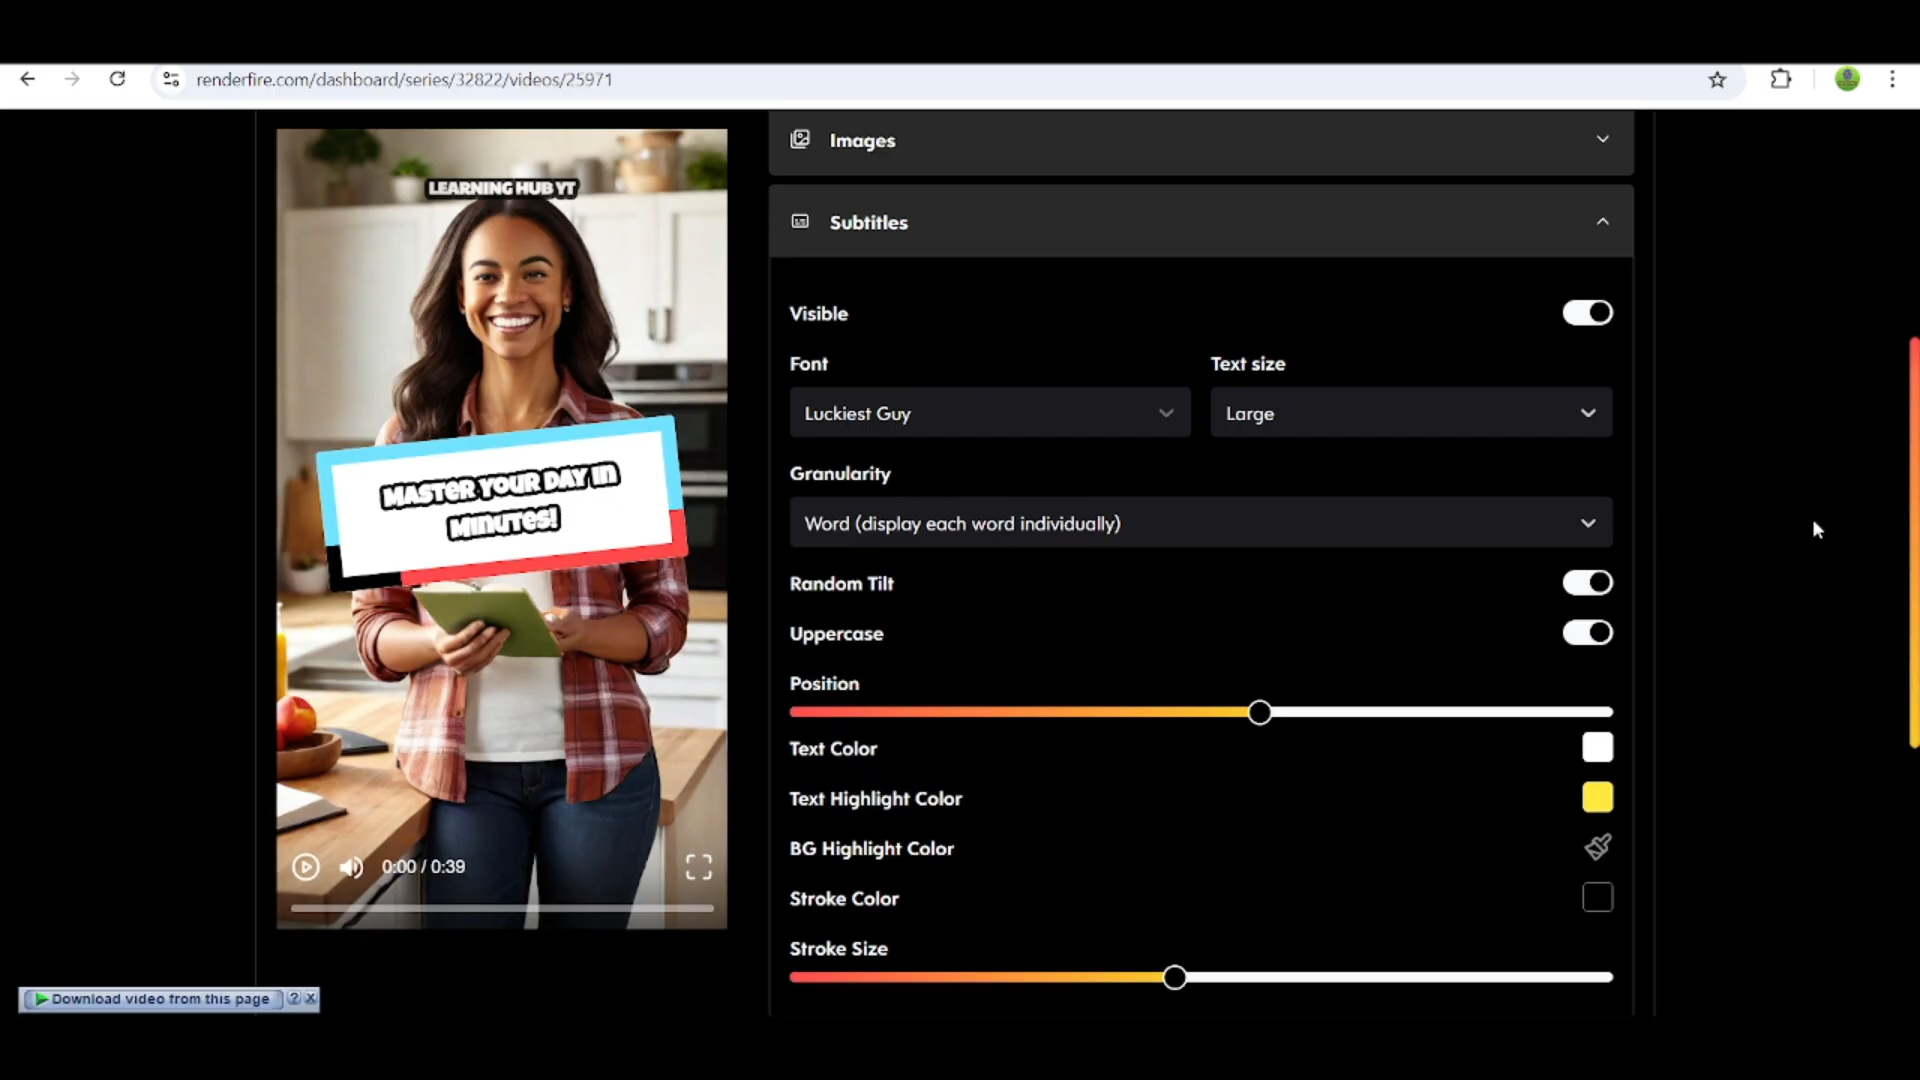 renderfire.com/dashboard/series/32822/videos/25971
LEARNING HUB YT
MASTER YOUR DAY IN
MINUTES!
0:00 / 0:39
Download video from this page
?
X
Images
Subtitles
Visible
Font
Text size
Luckiest Guy
Large
Granularity
Word (display each word individually)
Random Tilt
Uppercase
Position
Text Color
Text Highlight Color
BG Highlight Color
Stroke Color
Stroke Size